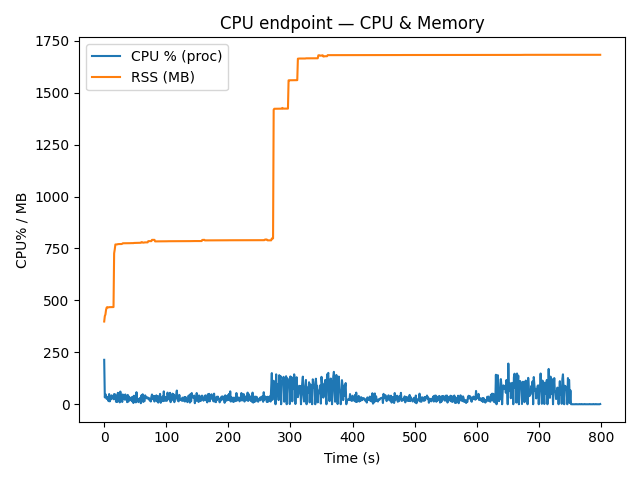 CPU endpoint — CPU & Memory
CPU% / MB
1750
1500
1250
1000
750
500
250
0
CPU % (proc)
RSS (MB)
0 100 200 300 400 500 600 700 800
Time (s)